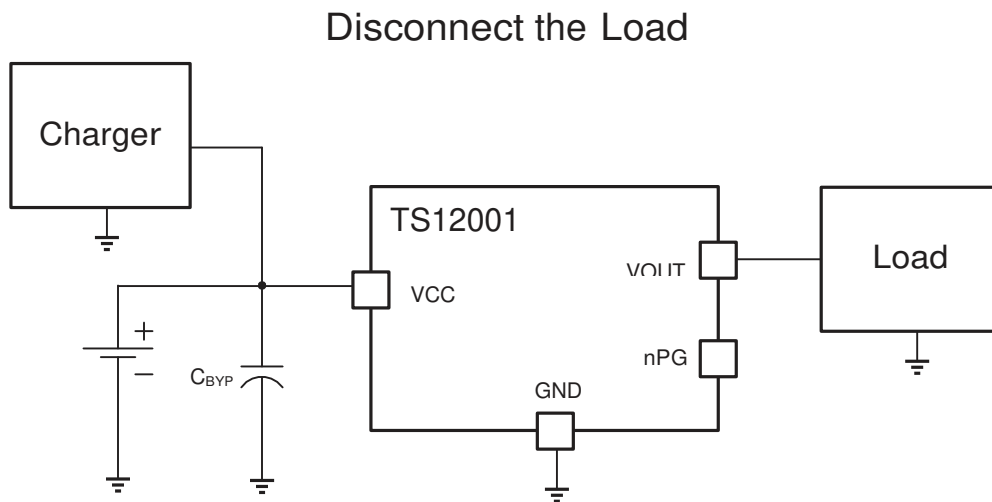 Disconnect the Load
Charger
TS12001
VOUT
Load
VCC
+
−
nPG
CBYP
GND